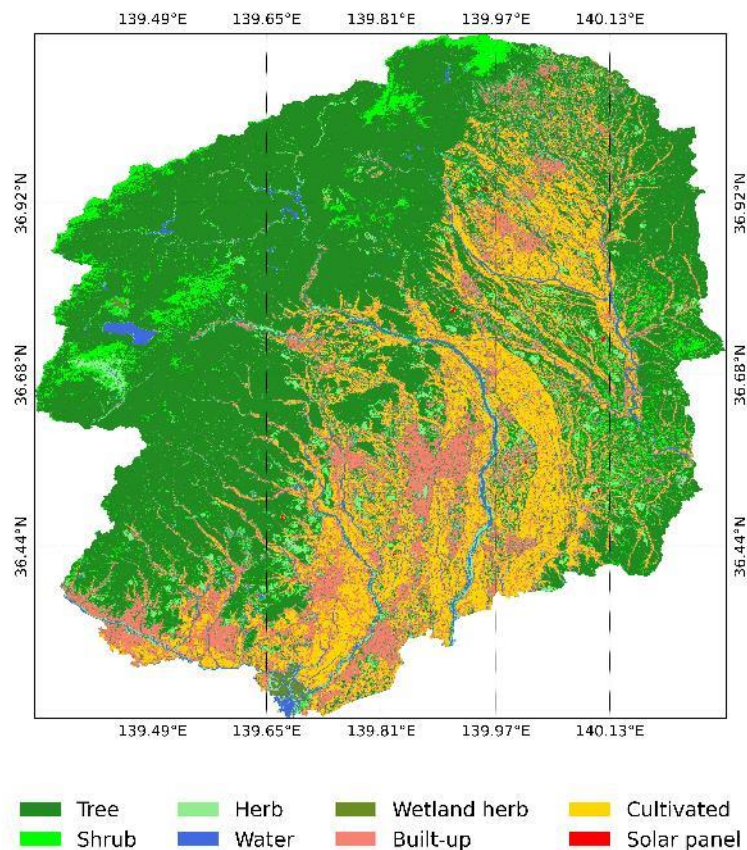 139.49°E 139.65°E 139.81°E 139.97°E 140.13°E
36.92°N 36.92°N
36.68°N 36.68°N
36.44°N 36.44°N
139.49°E 139.65°E 139.81°E 139.97°E 140.13°E
Tree Herb Wetland herb Cultivated
Shrub Water Built-up Solar panel